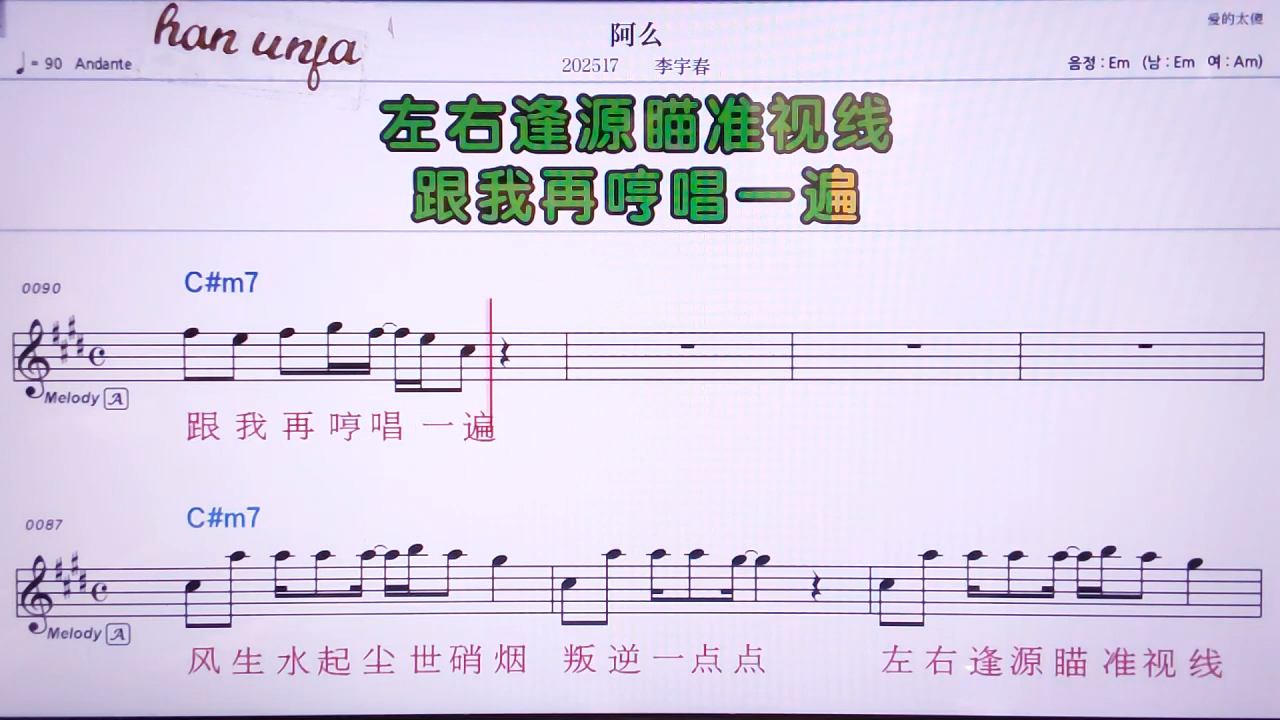 han unfa
爱的太傻
阿么
♩= 90 Andante
202517 李宇春
음정 : Em (남 : Em 여 : Am)
左右逢源瞄准视线
跟我再哼唱一遍
0090
C#m7
Melody A
跟我再哼唱一遍
0087
C#m7
Melody A
风生水起尘世硝烟 叛逆一点点 左右逢源瞄准视线